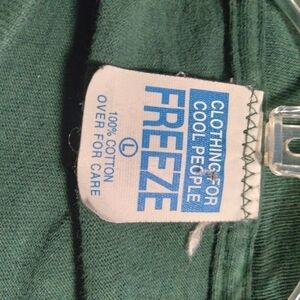 CLOTHING FOR
COOL PEOPLE
FREEZE
L
100% COTTON
OVER FOR CARE